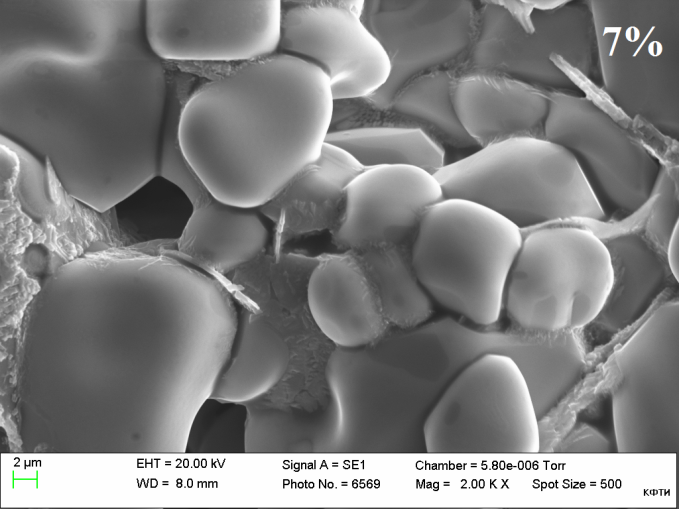 7%
2 µm
EHT = 20.00 kV
Signal A = SE1
Chamber = 5.80e-006 Torr
WD = 8.0 mm
Photo No. = 6569
Mag = 2.00 K X
Spot Size = 500
КФТИ